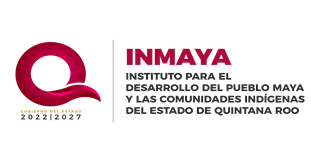 GOBIERNO DEL ESTADO
2022|2027
INMAYA
INSTITUTO PARA EL
DESARROLLO DEL PUEBLO MAYA
Y LAS COMUNIDADES INDÍGENAS
DEL ESTADO DE QUINTANA ROO